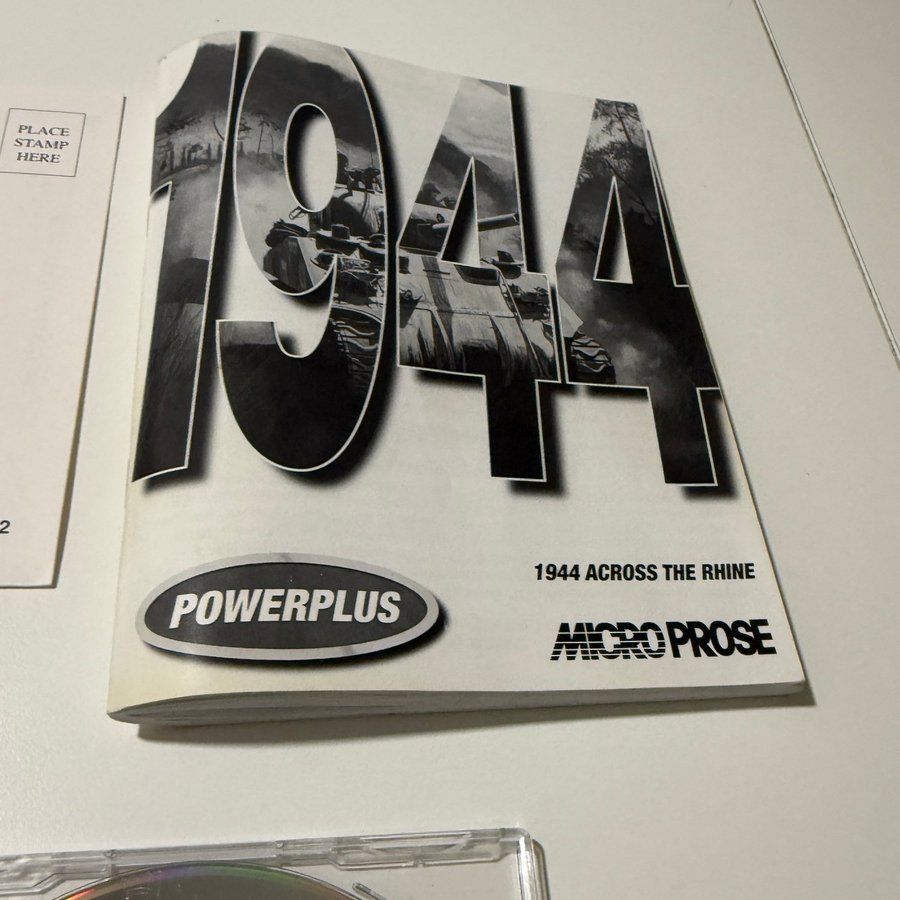 PLACE
STAMP
HERE
1944
2
1944 ACROSS THE RHINE
POWERPLUS
MICROPROSE